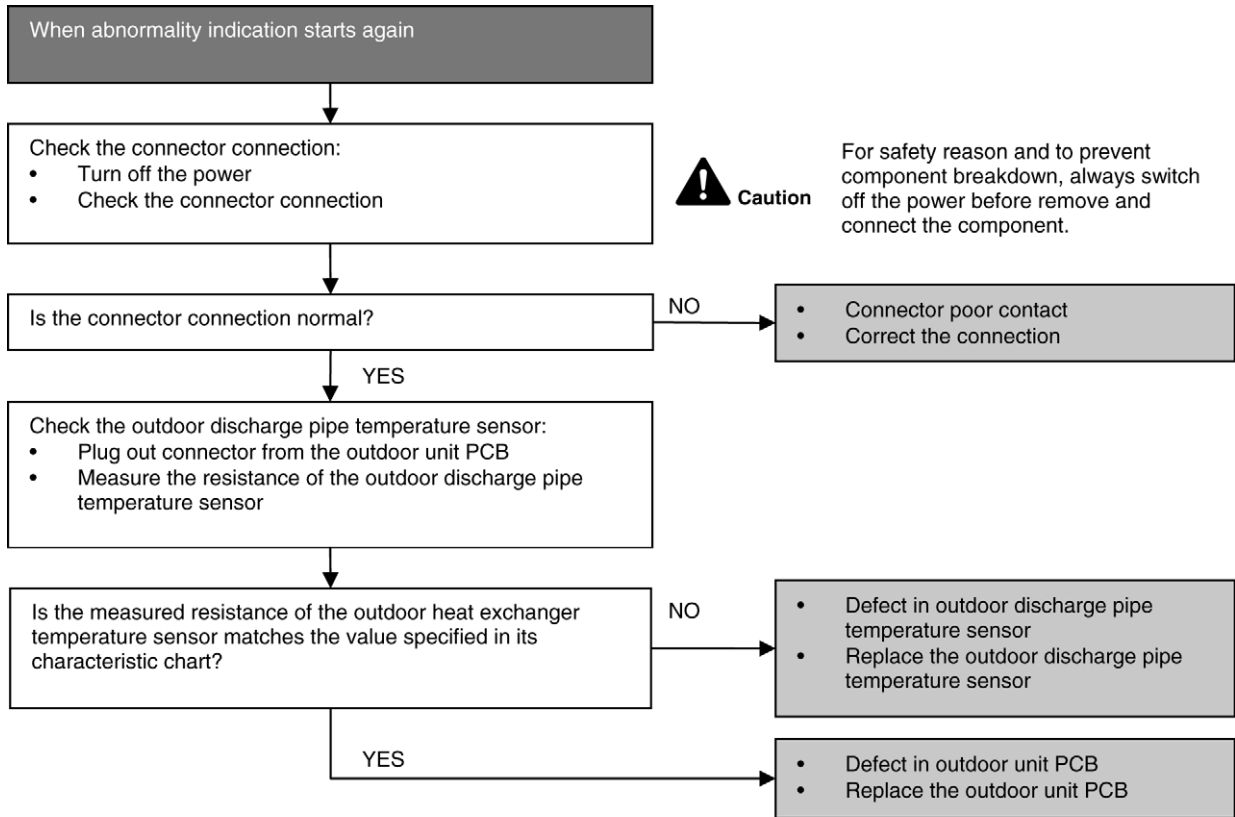 When abnormality indication starts again
Check the connector connection:
• Turn off the power
• Check the connector connection
Caution
For safety reason and to prevent
component breakdown, always switch
off the power before remove and
connect the component.
Is the connector connection normal?
NO
• Connector poor contact
• Correct the connection
YES
Check the outdoor discharge pipe temperature sensor:
• Plug out connector from the outdoor unit PCB
• Measure the resistance of the outdoor discharge pipe
temperature sensor
Is the measured resistance of the outdoor heat exchanger
temperature sensor matches the value specified in its
characteristic chart?
NO
• Defect in outdoor discharge pipe
temperature sensor
• Replace the outdoor discharge pipe
temperature sensor
YES
• Defect in outdoor unit PCB
• Replace the outdoor unit PCB